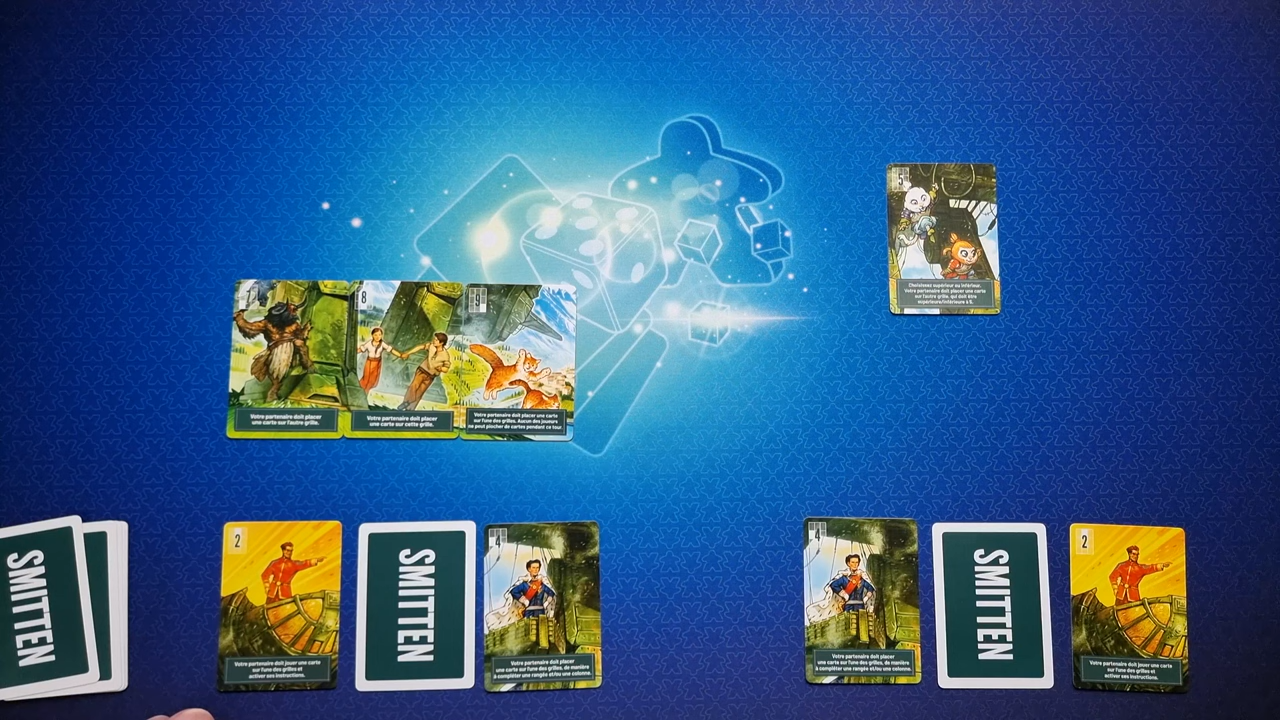 5
Choisissez supérieur ou inférieur.
Votre partenaire doit placer une carte
sur l'autre grille, qui doit être
supérieure/inférieure à 5.
7
Votre partenaire doit placer
une carte sur l'autre grille.
8
Votre partenaire doit placer
une carte sur cette grille.
9
Votre partenaire doit placer une carte
sur l'une des grilles. Aucun des joueurs
ne peut piocher de cartes pendant ce tour.
SMITTEN
2
Votre partenaire doit jouer une carte
sur l'une des grilles et
activer ses instructions.
SMITTEN
4
Votre partenaire doit placer
une carte sur l'une des grilles, de manière
à compléter une rangée et/ou une colonne.
4
Votre partenaire doit placer
une carte sur l'une des grilles, de manière
à compléter une rangée et/ou une colonne.
SMITTEN
2
Votre partenaire doit jouer une carte
sur l'une des grilles et
activer ses instructions.